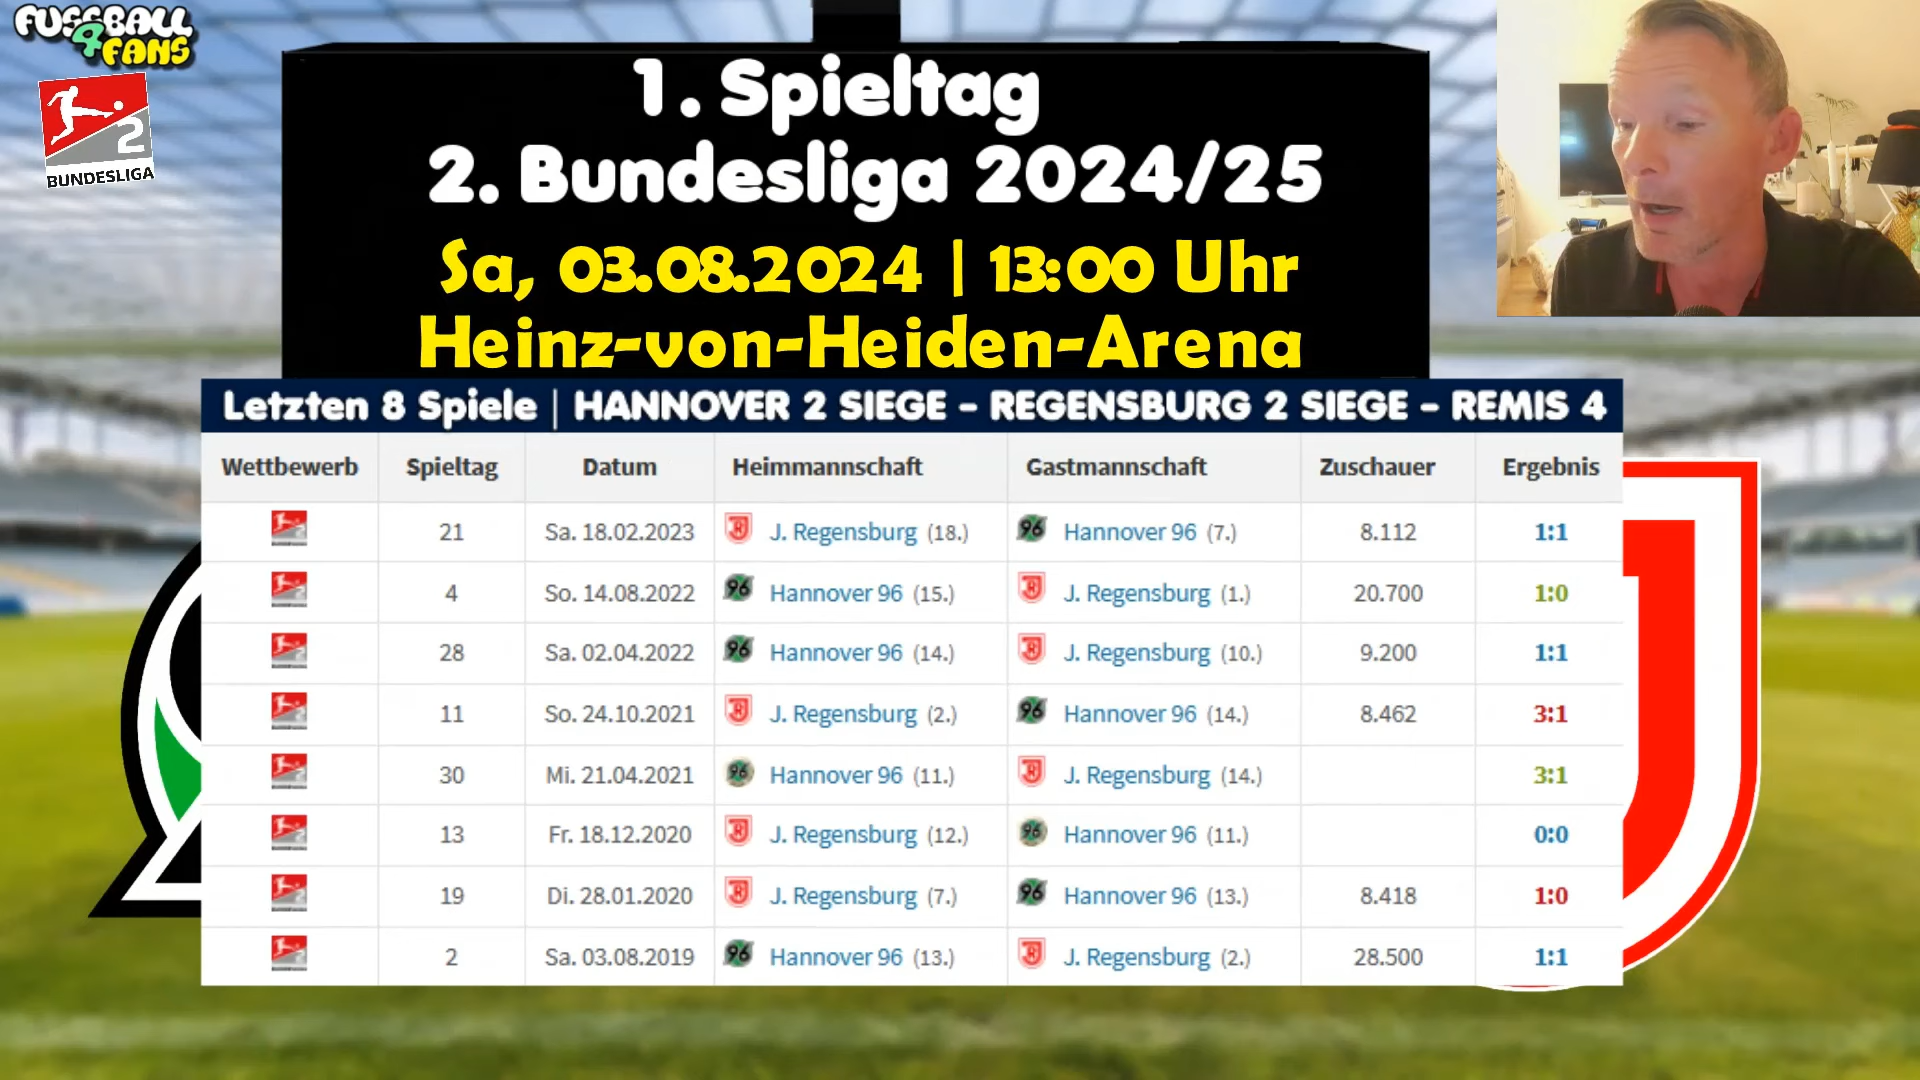 FUSSBALL
4 FANS
2
BUNDESLIGA
1. Spieltag
2. Bundesliga 2024/25
Sa, 03.08.2024 | 13:00 Uhr
Heinz-von-Heiden-Arena
Letzten 8 Spiele | HANNOVER 2 SIEGE - REGENSBURG 2 SIEGE - REMIS 4
Wettbewerb Spieltag Datum Heimmannschaft Gastmannschaft Zuschauer Ergebnis
21 Sa. 18.02.2023 J. Regensburg (18.) 96 Hannover 96 (7.) 8.112 1:1
4 So. 14.08.2022 96 Hannover 96 (15.) J. Regensburg (1.) 20.700 1:0
28 Sa. 02.04.2022 96 Hannover 96 (14.) J. Regensburg (10.) 9.200 1:1
11 So. 24.10.2021 J. Regensburg (2.) 96 Hannover 96 (14.) 8.462 3:1
30 Mi. 21.04.2021 96 Hannover 96 (11.) J. Regensburg (14.) 3:1
13 Fr. 18.12.2020 J. Regensburg (12.) 96 Hannover 96 (11.) 0:0
19 Di. 28.01.2020 J. Regensburg (7.) 96 Hannover 96 (13.) 8.418 1:0
2 Sa. 03.08.2019 96 Hannover 96 (13.) J. Regensburg (2.) 28.500 1:1